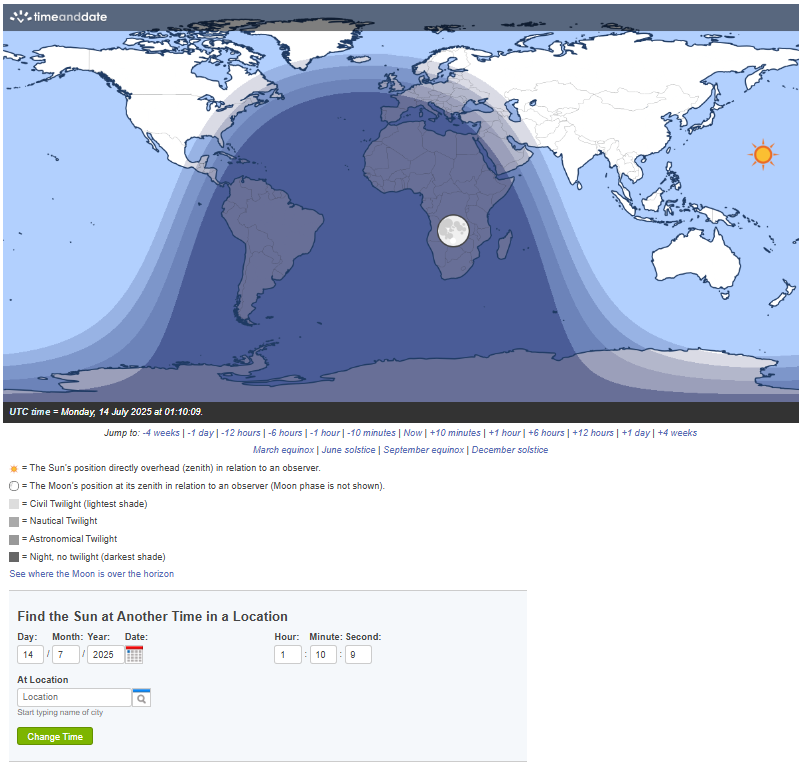 timeanddate
UTC time = Monday, 14 July 2025 at 01:10:09.
Jump to: -4 weeks | -1 day | -12 hours | -6 hours | -1 hour | -10 minutes | Now | +10 minutes | +1 hour | +6 hours | +12 hours | +1 day | +4 weeks
March equinox | June solstice | September equinox | December solstice
= The Sun's position directly overhead (zenith) in relation to an observer.
= The Moon's position at its zenith in relation to an observer (Moon phase is not shown).
= Civil Twilight (lightest shade)
= Nautical Twilight
= Astronomical Twilight
= Night, no twilight (darkest shade)
See where the Moon is over the horizon
Find the Sun at Another Time in a Location
Day: Month: Year: Date: Hour: Minute: Second:
14 / 7 / 2025 1 : 10 : 9
At Location
Location
Start typing name of city
Change Time